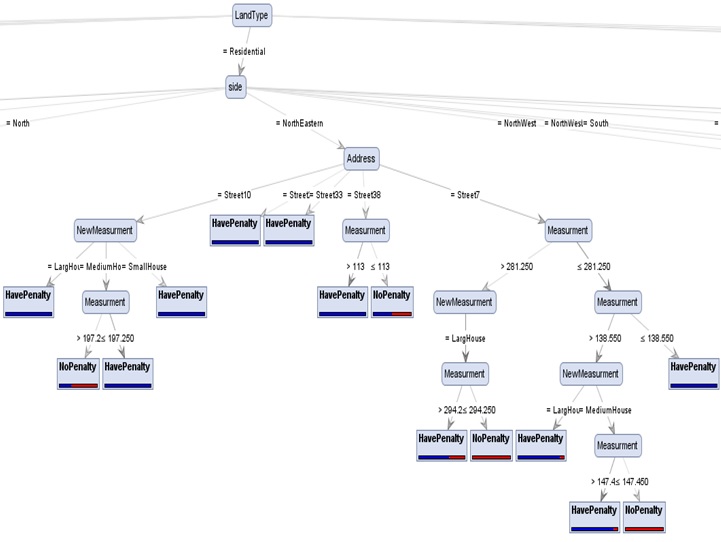 LandType
= Residential
side
= North
= NorthEastern
= NorthWest
= NorthWest
= South
=
Address
= Street10
= Street
= Street33
= Street38
= Street7
NewMeasurment
HavePenalty
HavePenalty
Measurment
Measurment
= LargHou
= MediumHo
= SmallHouse
> 113
≤ 113
> 281.250
≤ 281.250
HavePenalty
Measurment
HavePenalty
HavePenalty
NoPenalty
NewMeasurment
Measurment
> 197.2
≤ 197.250
= LargHouse
> 138.550
≤ 138.550
NoPenalty
HavePenalty
Measurment
NewMeasurment
HavePenalty
> 294.2
≤ 294.250
= LargHou
= MediumHouse
HavePenalty
NoPenalty
HavePenalty
Measurment
> 147.4
≤ 147.450
HavePenalty
NoPenalty